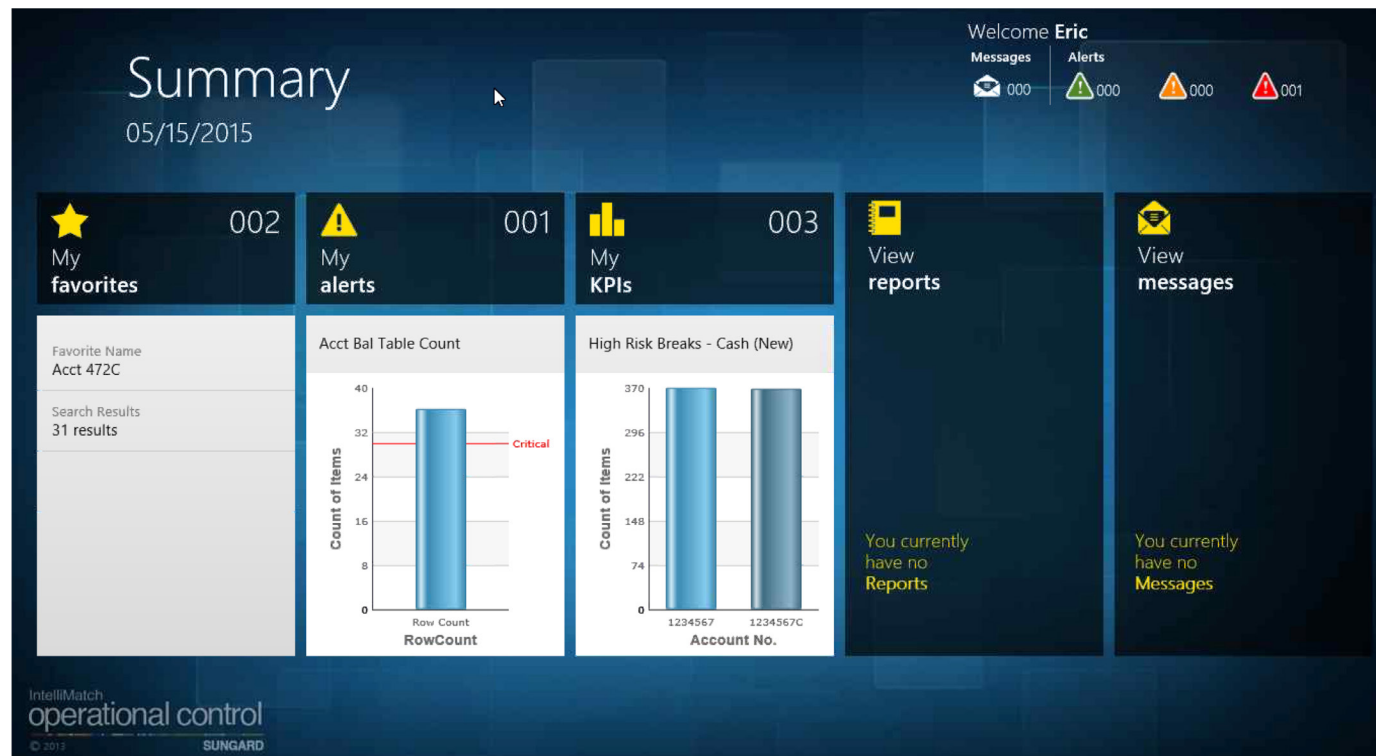 Summary
05/15/2015
Welcome Eric
Messages
Alerts
000
000
000
001
002
My
favorites
001
My
alerts
003
My
KPIs
View
reports
View
messages
Favorite Name
Acct 472C
Search Results
31 results
Acct Bal Table Count
40
32
24
16
8
0
Critical
Count of Items
Row Count
RowCount
High Risk Breaks - Cash (New)
370
296
222
148
74
0
Count of Items
1234567
1234567C
Account No.
You currently
have no
Reports
You currently
have no
Messages
IntelliMatch
operational control
© 2013
SUNGARD